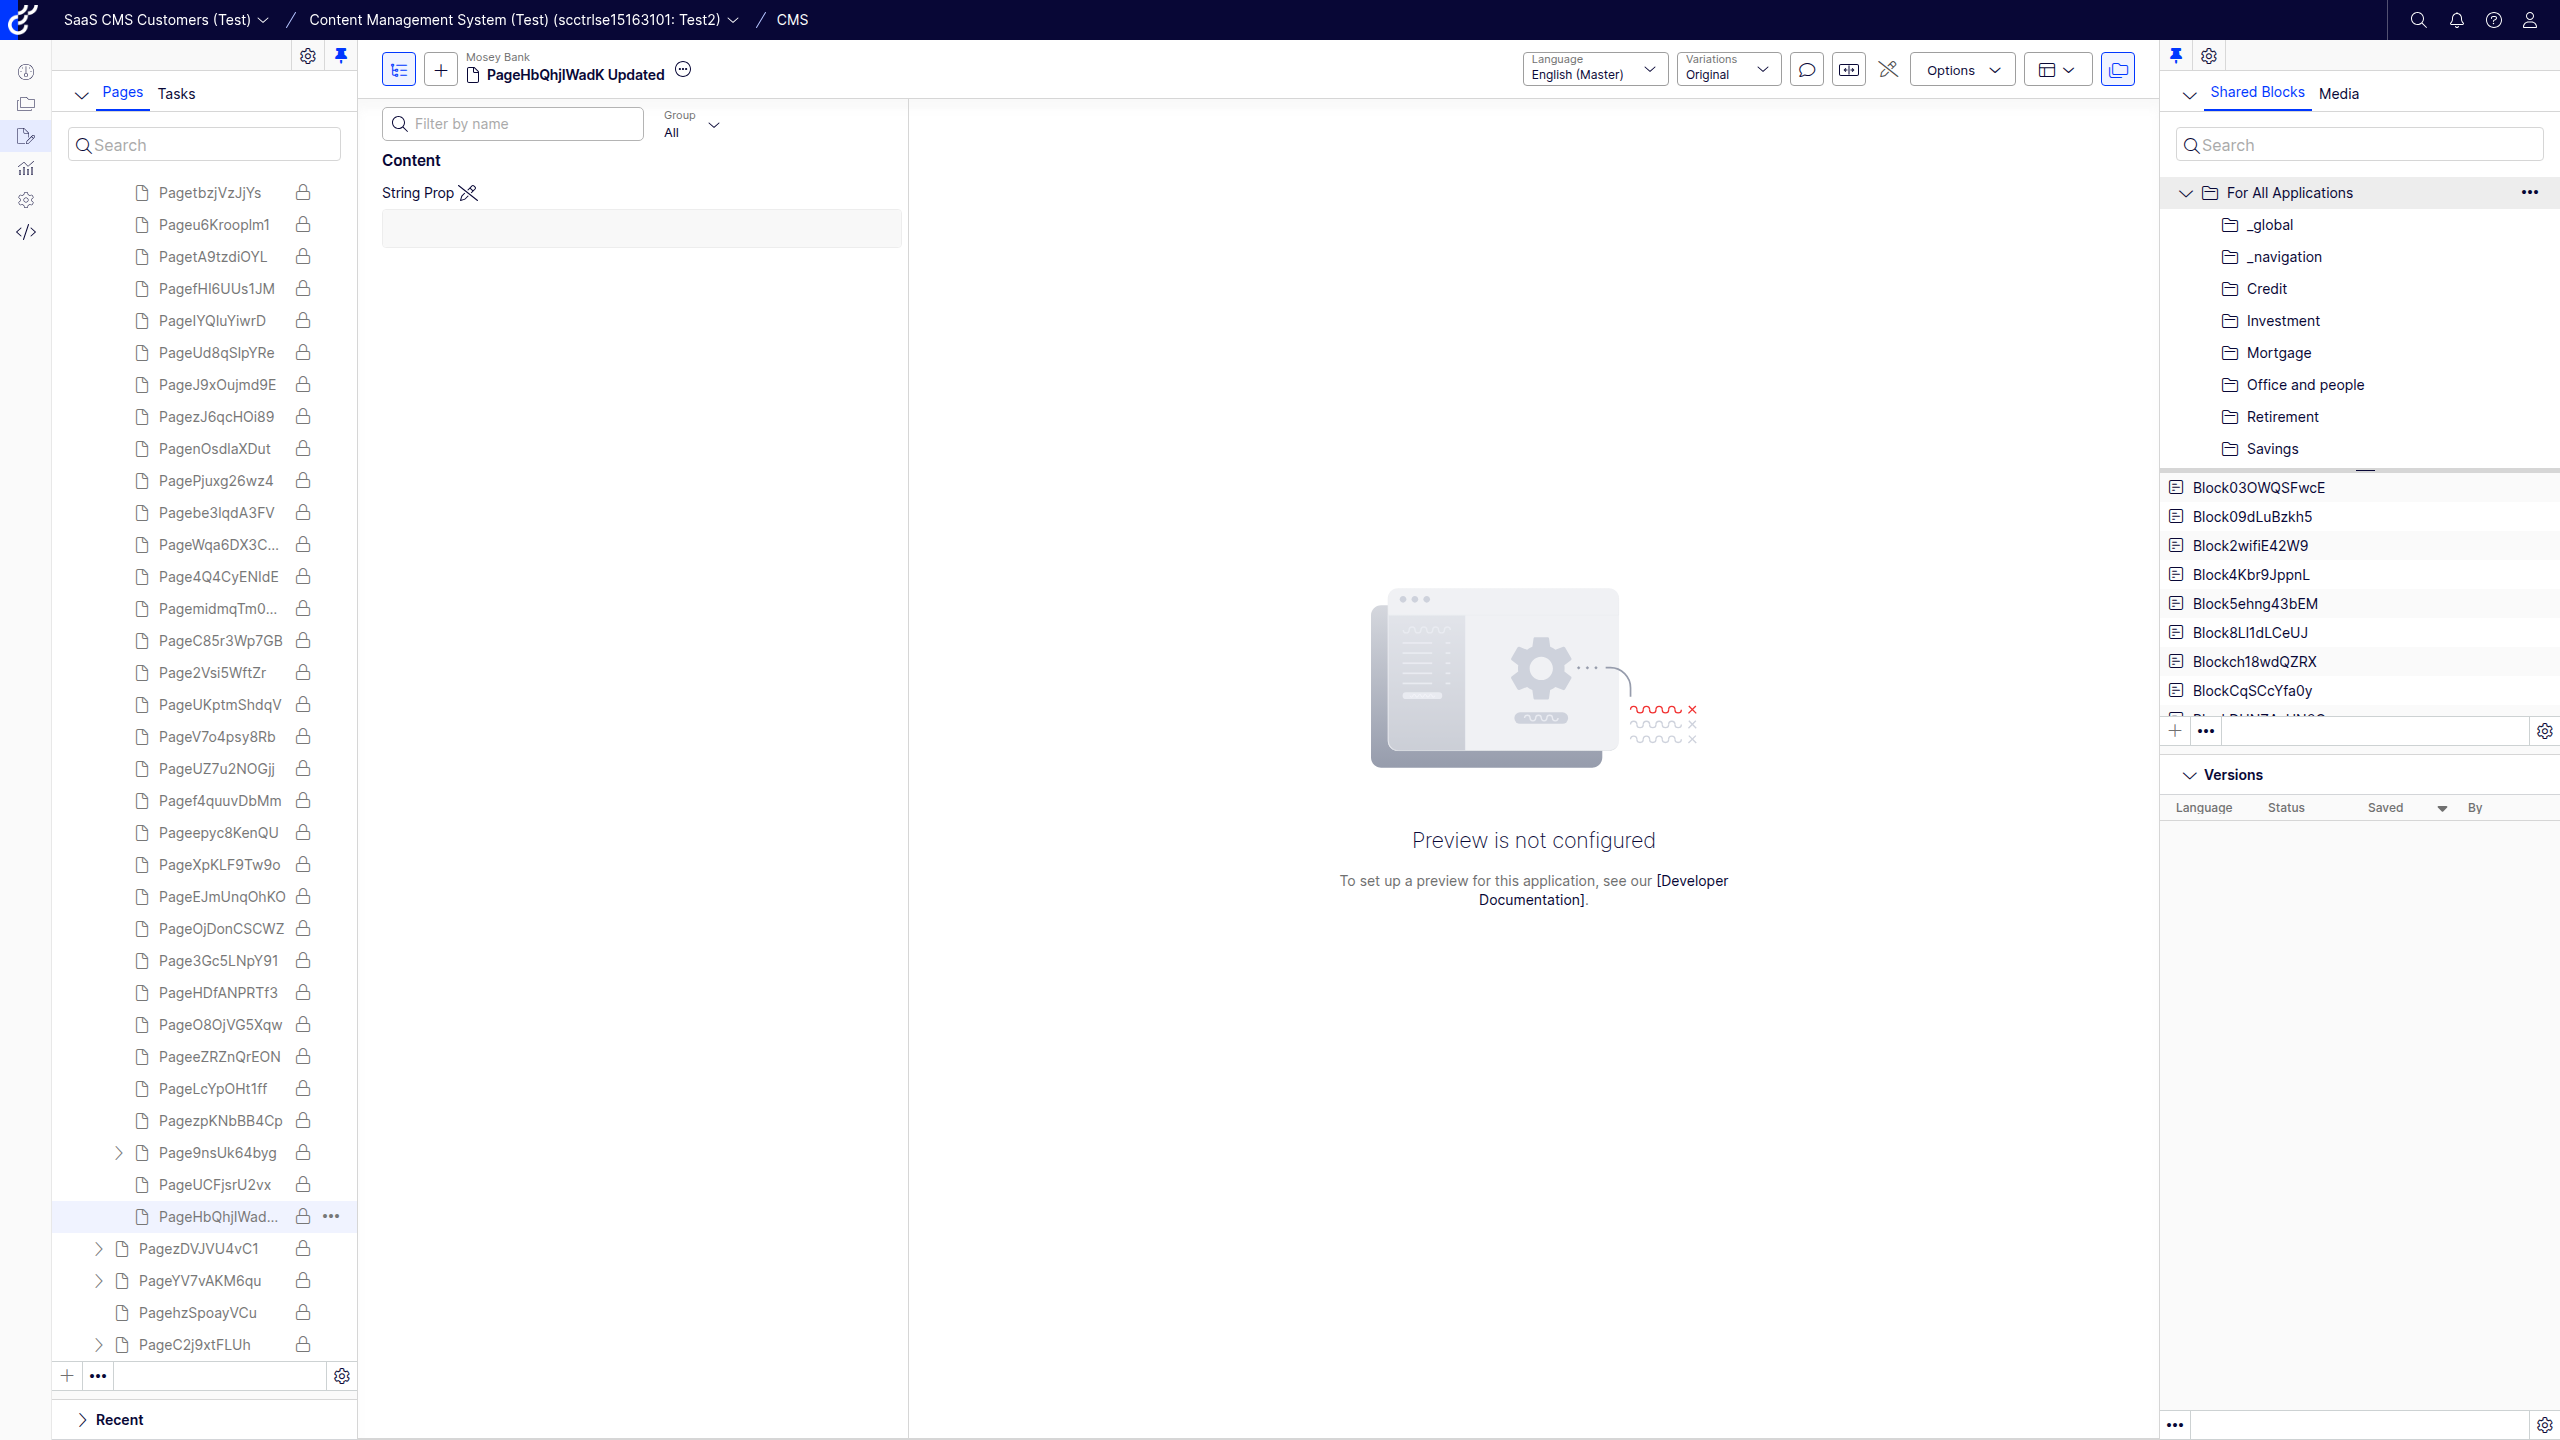 SaaS CMS Customers (Test) / Content Management System (Test) (scctrlse15163101: Test2) / CMS
Pages Tasks
Search
PagetbzjVzJjYs
Pageu6Krooplm1
PagetA9tzdiOYL
PagefHI6UUs1JM
PageIYQluYiwrD
PageUd8qSlpYRe
PageJ9xOujmd9E
PagezJ6qcHOi89
PagenOsdlaXDut
PagePjuxg26wz4
Pagebe3lqdA3FV
PageWqa6DX3C...
Page4Q4CyENIdE
PagemidmqTm0...
PageC85r3Wp7GB
Page2Vsi5WftZr
PageUKptmShdqV
PageV7o4psy8Rb
PageUZ7u2NOGjj
Pagef4quuvDbMm
Pageepyc8KenQU
PageXpKLF9Tw9o
PageEJmUnqOhKO
PageOjDonCSCWZ
Page3Gc5LNpY91
PageHDfANPRTf3
PageO8OjVG5Xqw
PageeZRZnQrEON
PageLcYpOHt1ff
PagezpKNbBB4Cp
Page9nsUk64byg
PageUCFjsrU2vx
PageHbQhjlWad...
PagezDVJVU4vC1
PageYV7vAKM6qu
PagehzSpoayVCu
PageC2j9xtFLUh
Recent
Mosey Bank
PageHbQhjlWadK Updated
Language
English (Master)
Variations
Original
Options
Filter by name
Group
All
Content
String Prop
Preview is not configured
To set up a preview for this application, see our [Developer
Documentation].
Shared Blocks Media
Search
For All Applications
_global
_navigation
Credit
Investment
Mortgage
Office and people
Retirement
Savings
Block03OWQSFwcE
Block09dLuBzkh5
Block2wifiE42W9
Block4Kbr9JppnL
Block5ehng43bEM
Block8LI1dLCeUJ
Blockch18wdQZRX
BlockCqSCcYfa0y
Versions
Language Status Saved By